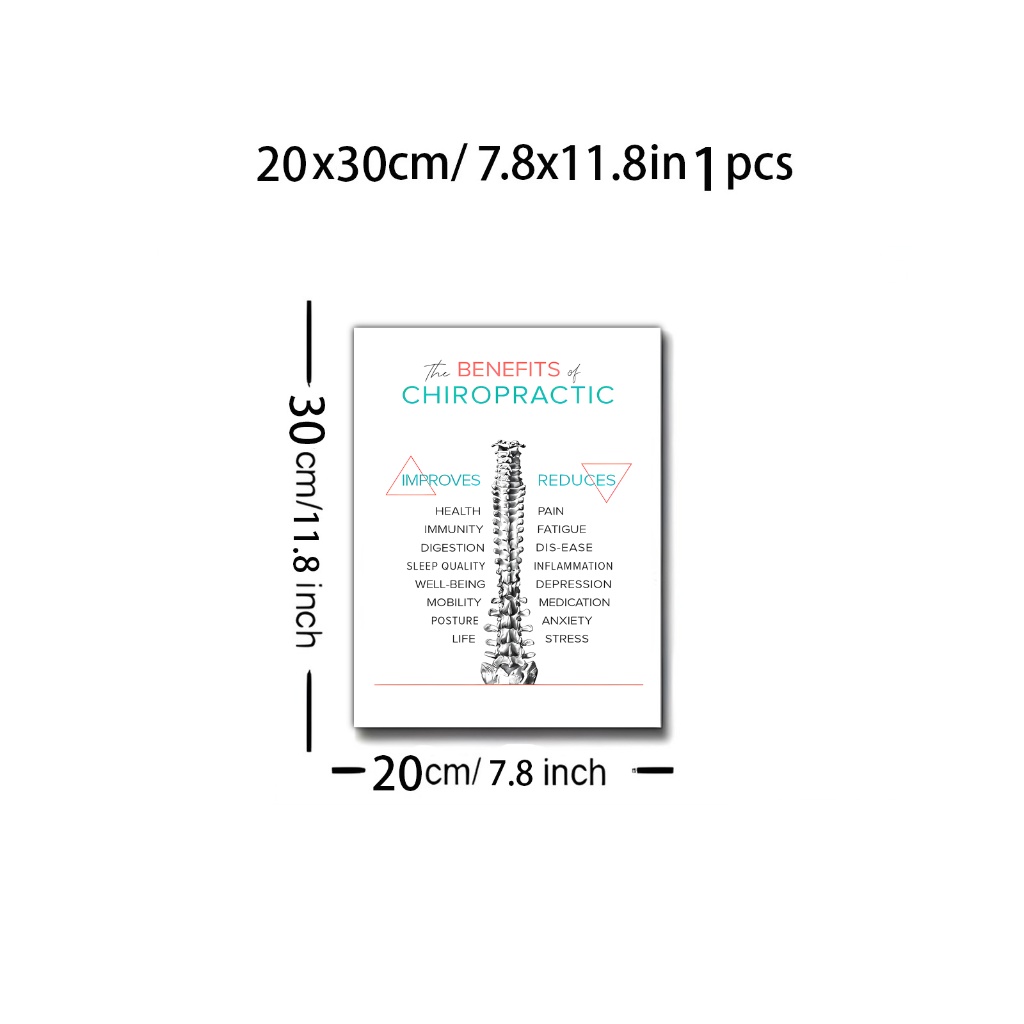 20x30cm/ 7.8x11.8in 1 pcs
30cm/11.8 inch
The BENEFITS of
CHIROPRACTIC
IMPROVES
HEALTH
IMMUNITY
DIGESTION
SLEEP QUALITY
WELL-BEING
MOBILITY
POSTURE
LIFE
REDUCES
PAIN
FATIGUE
DIS-EASE
INFLAMMATION
DEPRESSION
MEDICATION
ANXIETY
STRESS
20cm/ 7.8 inch